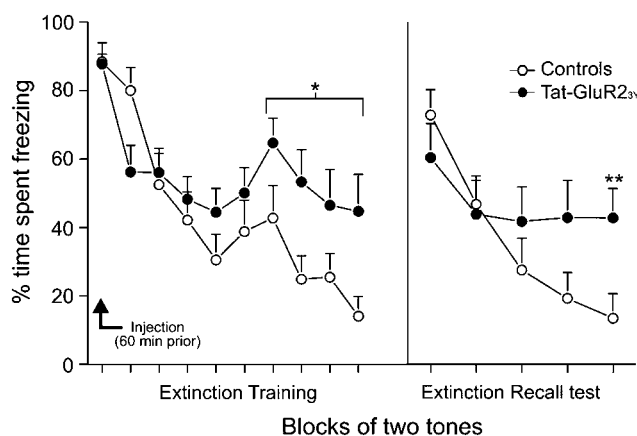 100
80
60
40
20
0
% time spent freezing
*
Controls
Tat-GluR2₃
**
Injection
(60 min prior)
Extinction Training
Extinction Recall test
Blocks of two tones